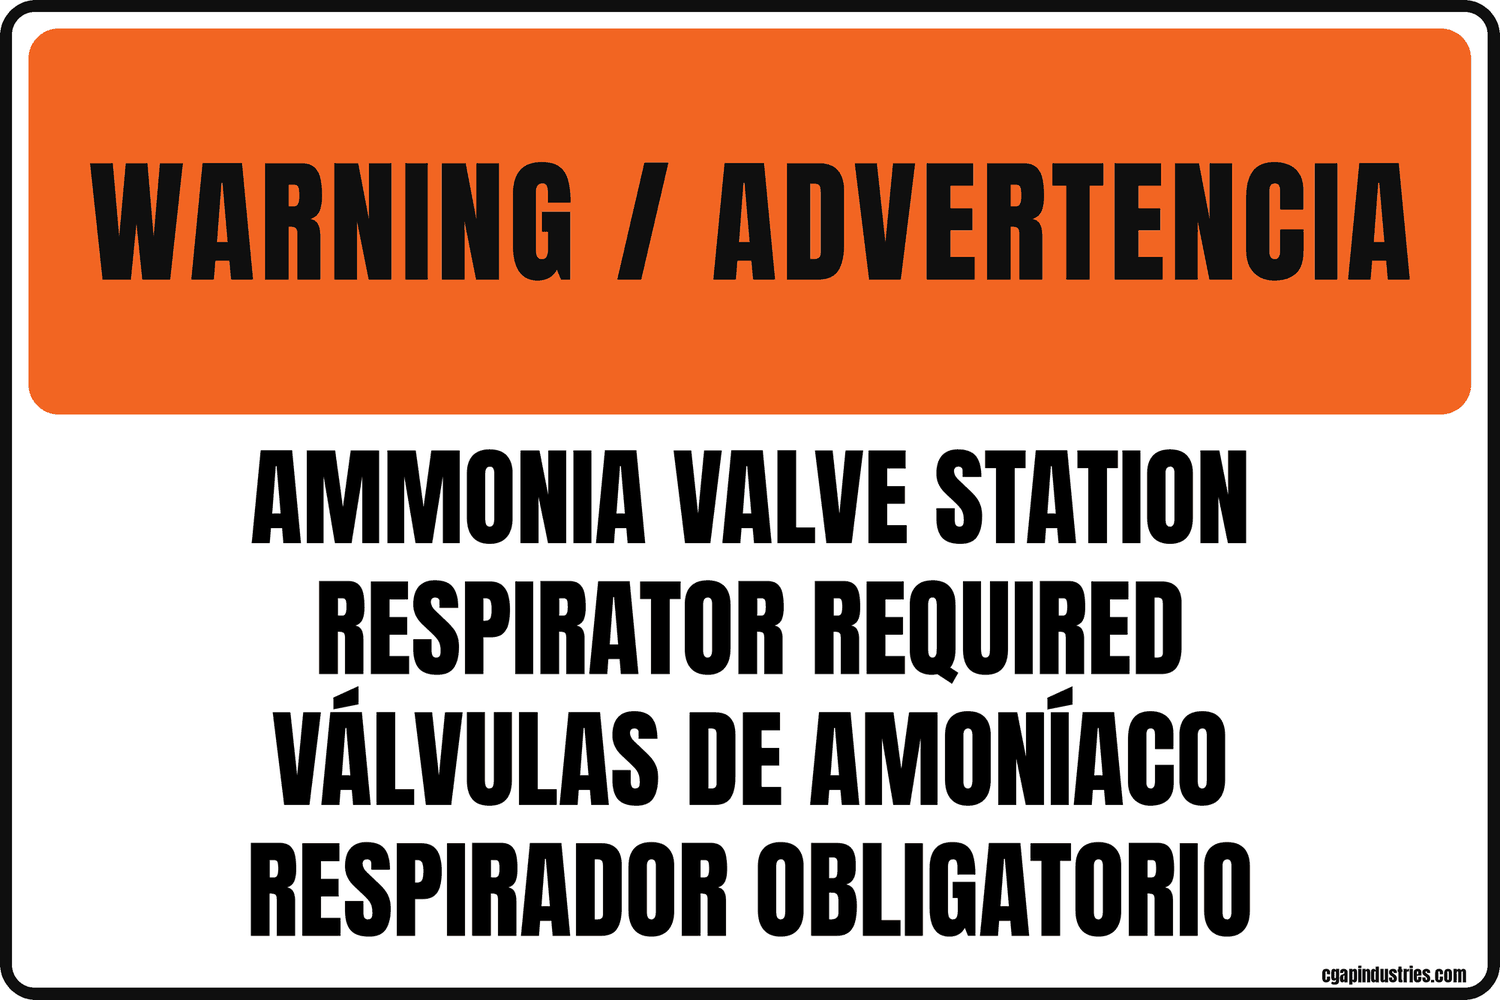 WARNING / ADVERTENCIA
AMMONIA VALVE STATION
RESPIRATOR REQUIRED
VÁLVULAS DE AMONÍACO
RESPIRADOR OBLIGATORIO
cgapindustries.com